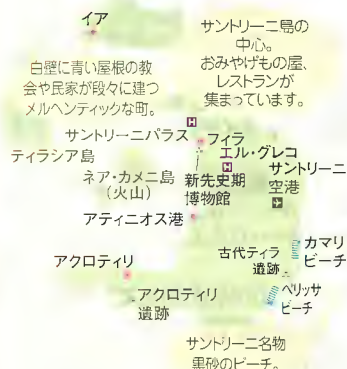 イア
白壁に青い屋根の教
会や民家が段々に建つ
メルヘンティックな町。
サントリーニ島の
中心。
おみやげもの屋、
レストランが
集まっています。
H
サントリーニパラス
フィラ
ティラシア島
エル・グレコ
H
ネア・カメニ島
(火山)
新先史期
博物館
サントリーニ
空港
アティニオス港
カマリ
ビーチ
古代ティラ
遺跡
アクロティリ
ペリッサ
ビーチ
アクロティリ
遺跡
サントリーニ名物
黒砂のビーチ。